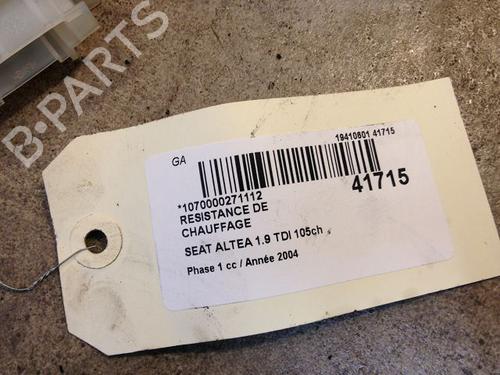 B-PARTS
GA
19410601 41715
41715
*1070000271112
RESISTANCE DE
CHAUFFAGE
SEAT ALTEA 1.9 TDI 105ch
Phase 1 cc / Année 2004